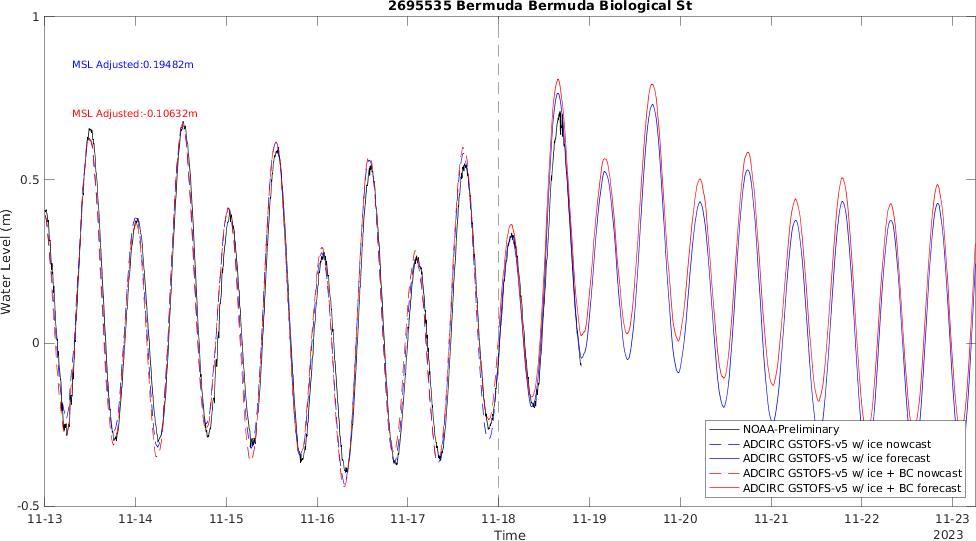 2695535 Bermuda Bermuda Biological St
1
MSL Adjusted:0.19482m
MSL Adjusted:-0.10632m
0.5
Water Level (m)
0
-0.5
NOAA-Preliminary
ADCIRC GSTOFS-v5 w/ ice nowcast
ADCIRC GSTOFS-v5 w/ ice forecast
ADCIRC GSTOFS-v5 w/ ice + BC nowcast
ADCIRC GSTOFS-v5 w/ ice + BC forecast
11-13 11-14 11-15 11-16 11-17 11-18 11-19 11-20 11-21 11-22 11-23
Time
2023